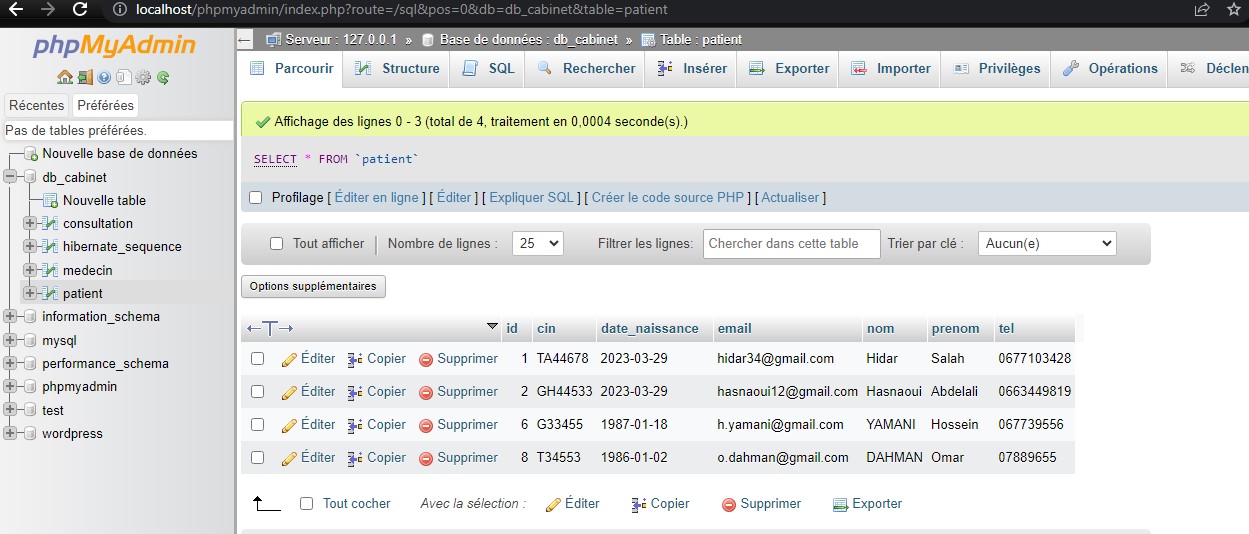 localhost/phpmyadmin/index.php?route=/sql&pos=0&db=db_cabinet&table=patient
phpMyAdmin
Récentes Préférées
Pas de tables préférées.
Nouvelle base de données
db_cabinet
Nouvelle table
consultation
hibernate_sequence
medecin
patient
information_schema
mysql
performance_schema
phpmyadmin
test
wordpress
Serveur : 127.0.0.1 » Base de données : db_cabinet » Table : patient
Parcourir Structure SQL Rechercher Insérer Exporter Importer Privilèges Opérations Déclen
Affichage des lignes 0 - 3 (total de 4, traitement en 0,0004 seconde(s).)
SELECT * FROM `patient`
Profilage [ Éditer en ligne ] [ Éditer ] [ Expliquer SQL ] [ Créer le code source PHP ] [ Actualiser ]
Tout afficher Nombre de lignes : 25 Filtrer les lignes: Chercher dans cette table Trier par clé : Aucun(e)
Options supplémentaires
←T→ id cin date_naissance email nom prenom tel
Éditer Copier Supprimer 1 TA44678 2023-03-29 hidar34@gmail.com Hidar Salah 0677103428
Éditer Copier Supprimer 2 GH44533 2023-03-29 hasnaoui12@gmail.com Hasnaoui Abdelali 0663449819
Éditer Copier Supprimer 6 G33455 1987-01-18 h.yamani@gmail.com YAMANI Hossein 067739556
Éditer Copier Supprimer 8 T34553 1986-01-02 o.dahman@gmail.com DAHMAN Omar 07889655
Tout cocher Avec la sélection : Éditer Copier Supprimer Exporter